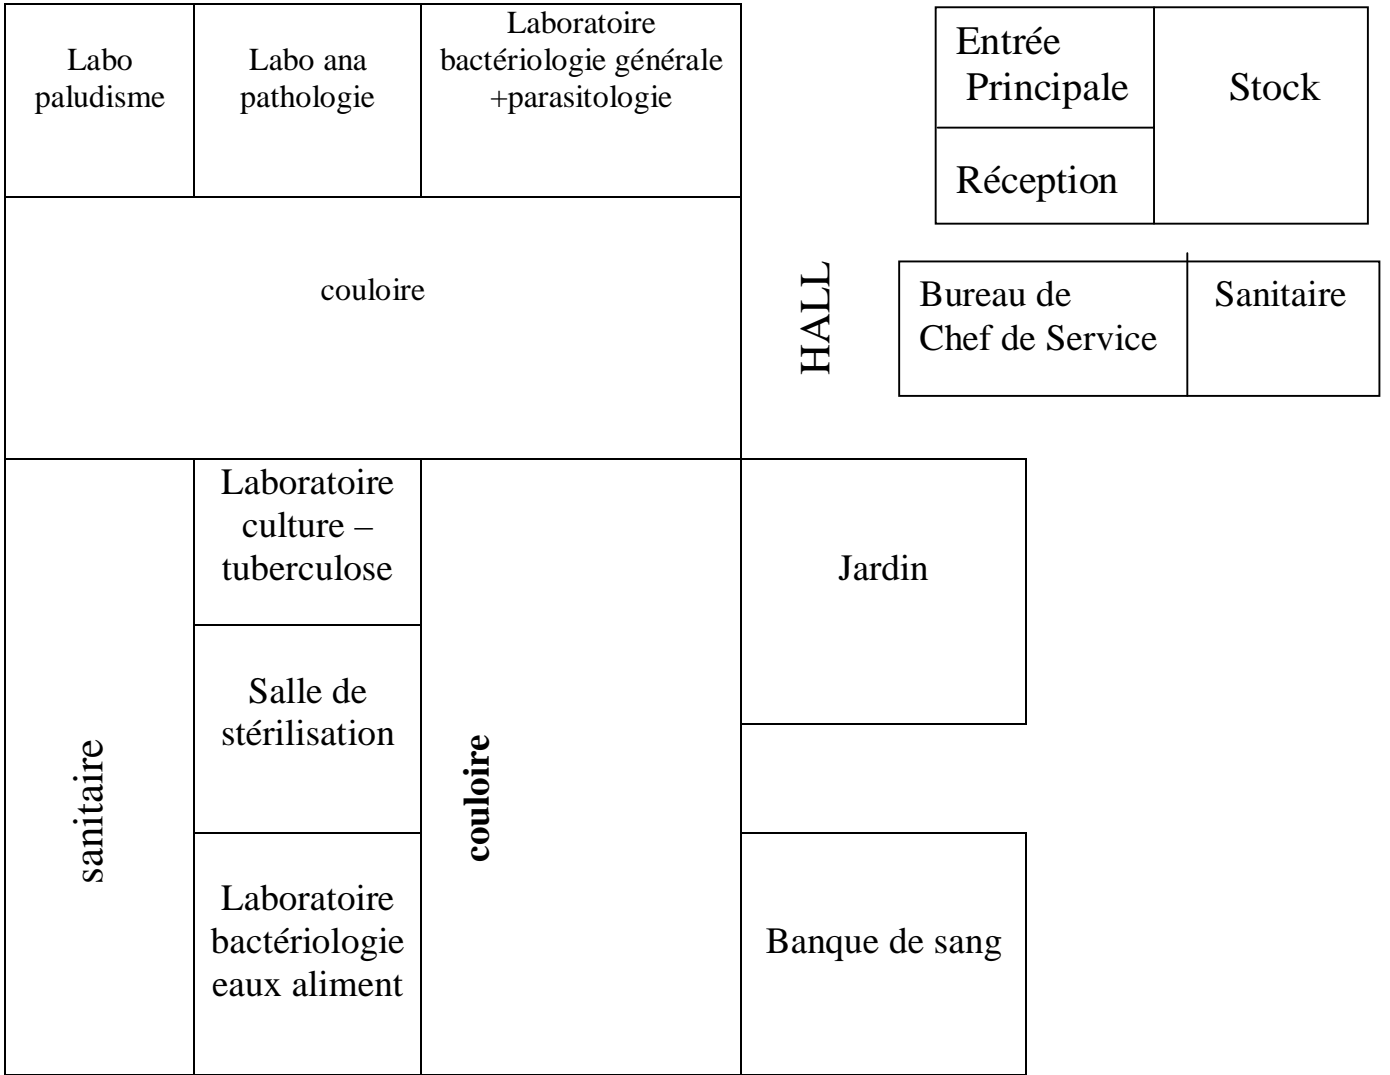 Labo
paludisme
Labo ana
pathologie
Laboratoire
bactériologie générale
+parasitologie
Entrée
Principale
Stock
Réception
couloire
HALL
Bureau de
Chef de Service
Sanitaire
sanitaire
Laboratoire
culture –
tuberculose
Salle de
stérilisation
Laboratoire
bactériologie
eaux aliment
couloire
Jardin
Banque de sang